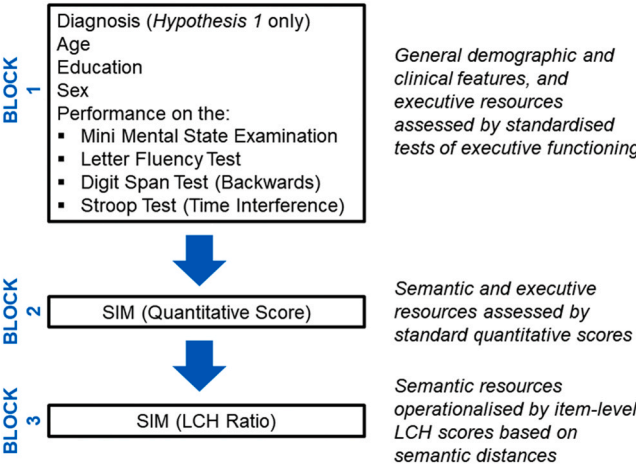 BLOCK 1
Diagnosis (Hypothesis 1 only)
Age
Education
Sex
Performance on the:
▪ Mini Mental State Examination
▪ Letter Fluency Test
▪ Digit Span Test (Backwards)
▪ Stroop Test (Time Interference)
General demographic and
clinical features, and
executive resources
assessed by standardised
tests of executive functioning
BLOCK 2
SIM (Quantitative Score)
Semantic and executive
resources assessed by
standard quantitative scores
BLOCK 3
SIM (LCH Ratio)
Semantic resources
operationalised by item-level
LCH scores based on
semantic distances